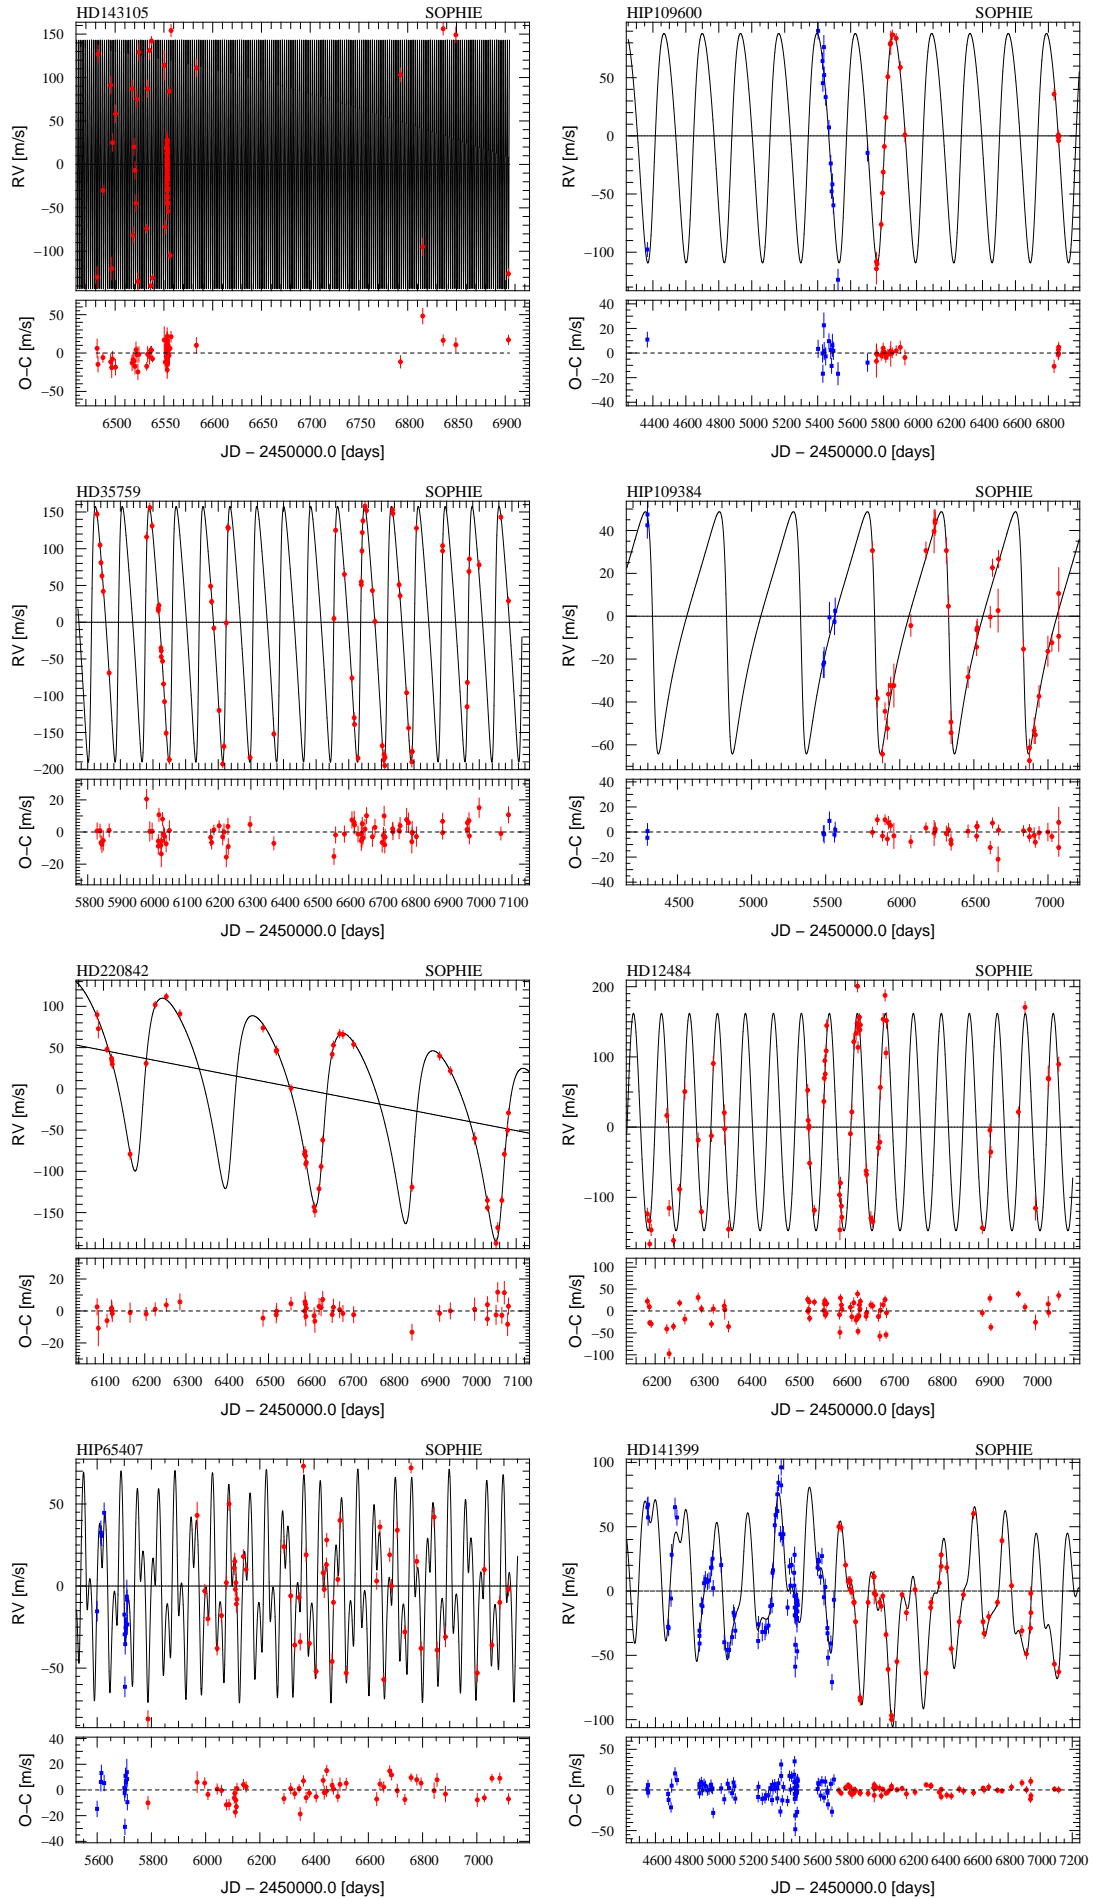 HD143105 SOPHIE
150
100
50
0
−50
−100
RV [m/s]
50
0
−50
O−C [m/s]
6500 6550 6600 6650 6700 6750 6800 6850 6900
JD − 2450000.0 [days]
HIP109600 SOPHIE
50
0
−50
−100
RV [m/s]
40
20
0
−20
−40
O−C [m/s]
4400 4600 4800 5000 5200 5400 5600 5800 6000 6200 6400 6600 6800
JD − 2450000.0 [days]
HD35759 SOPHIE
150
100
50
0
−50
−100
−150
−200
RV [m/s]
20
0
−20
O−C [m/s]
5800 5900 6000 6100 6200 6300 6400 6500 6600 6700 6800 6900 7000 7100
JD − 2450000.0 [days]
HIP109384 SOPHIE
40
20
0
−20
−40
−60
RV [m/s]
40
20
0
−20
−40
O−C [m/s]
4500 5000 5500 6000 6500 7000
JD − 2450000.0 [days]
HD220842 SOPHIE
100
50
0
−50
−100
−150
RV [m/s]
20
0
−20
O−C [m/s]
6100 6200 6300 6400 6500 6600 6700 6800 6900 7000 7100
JD − 2450000.0 [days]
HD12484 SOPHIE
200
100
0
−100
RV [m/s]
100
50
0
−50
−100
O−C [m/s]
6200 6300 6400 6500 6600 6700 6800 6900 7000
JD − 2450000.0 [days]
HIP65407 SOPHIE
50
0
−50
RV [m/s]
40
20
0
−20
−40
O−C [m/s]
5600 5800 6000 6200 6400 6600 6800 7000
JD − 2450000.0 [days]
HD141399 SOPHIE
100
50
0
−50
−100
RV [m/s]
50
0
−50
O−C [m/s]
4600 4800 5000 5200 5400 5600 5800 6000 6200 6400 6600 6800 7000 7200
JD − 2450000.0 [days]